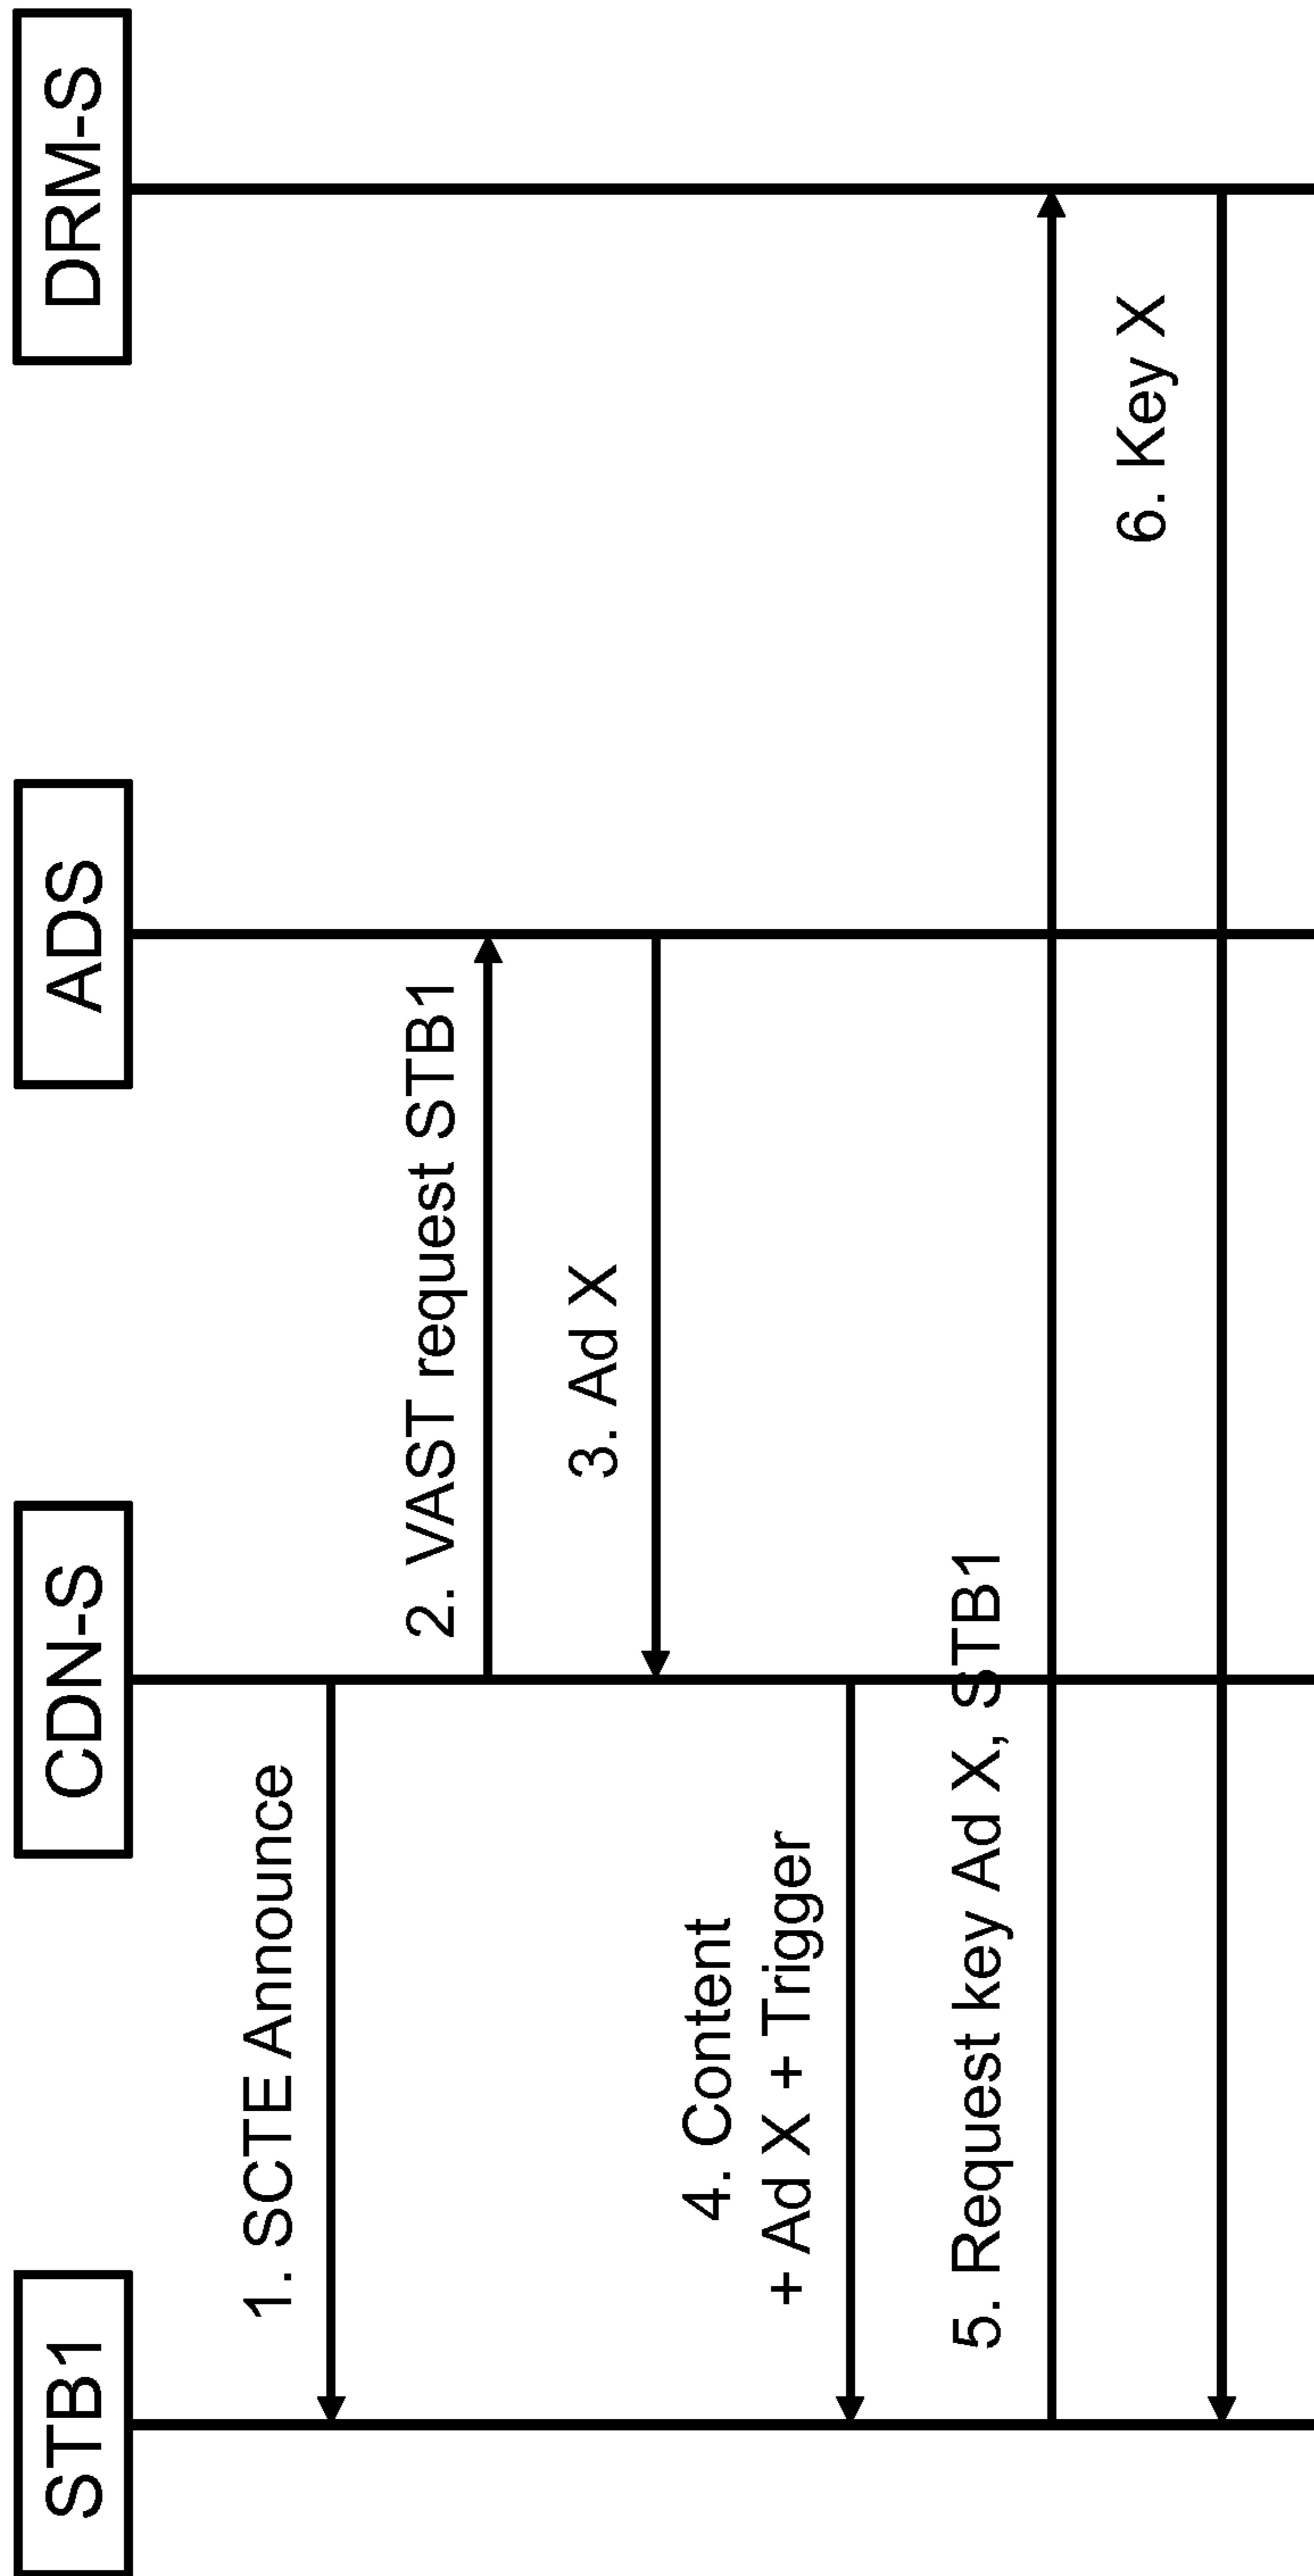 STB1
CDN-S
ADS
DRM-S
1. SCTE Announce
2. VAST request STB1
3. Ad X
4. Content
+ Ad X + Trigger
5. Request key Ad X, STB1
6. Key X